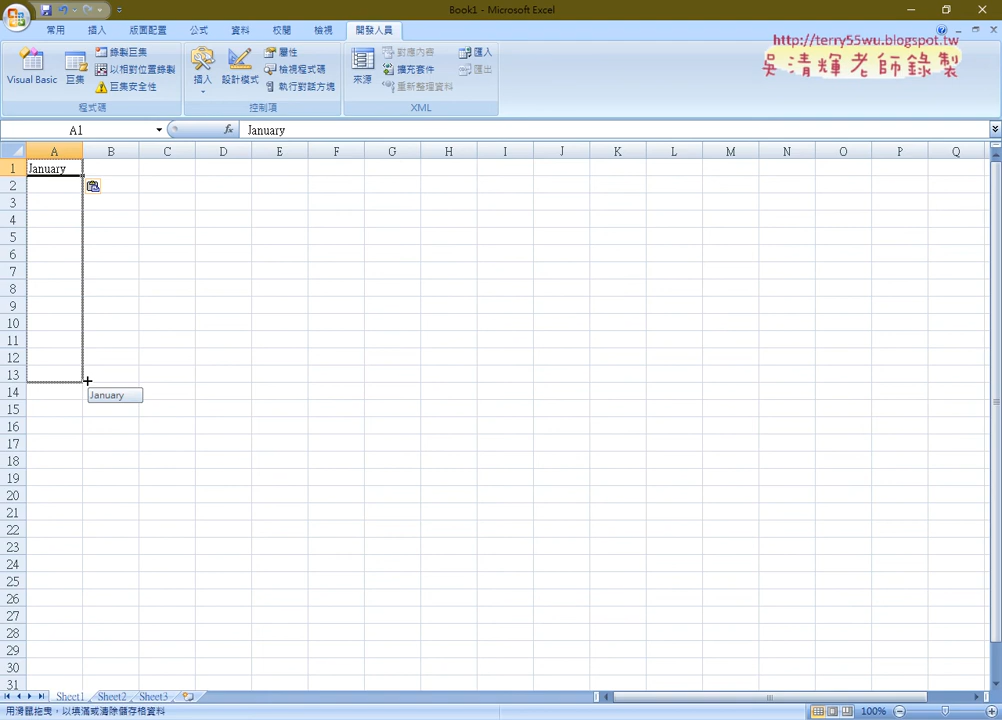 Book1 - Microsoft Excel
常用 插入 版面配置 公式 資料 校閱 檢視 開發人員
http://terry55wu.blogspot.tw
吳清輝老師錄製
Visual Basic 巨集 錄製巨集 以相對位置錄製 巨集安全性
插入 設計模式 屬性 檢視程式碼 執行對話方塊
來源 對應內容 擴充套件 重新整理資料 匯入 匯出
程式碼 控制項 XML
A1 fx January
A B C D E F G H I J K L M N O P Q
1 January
2
3
4
5
6
7
8
9
10
11
12
13
January
14
15
16
17
18
19
20
21
22
23
24
25
26
27
28
29
30
31
Sheet1 Sheet2 Sheet3
用滑鼠拖曳，以填滿或清除儲存格資料 100%